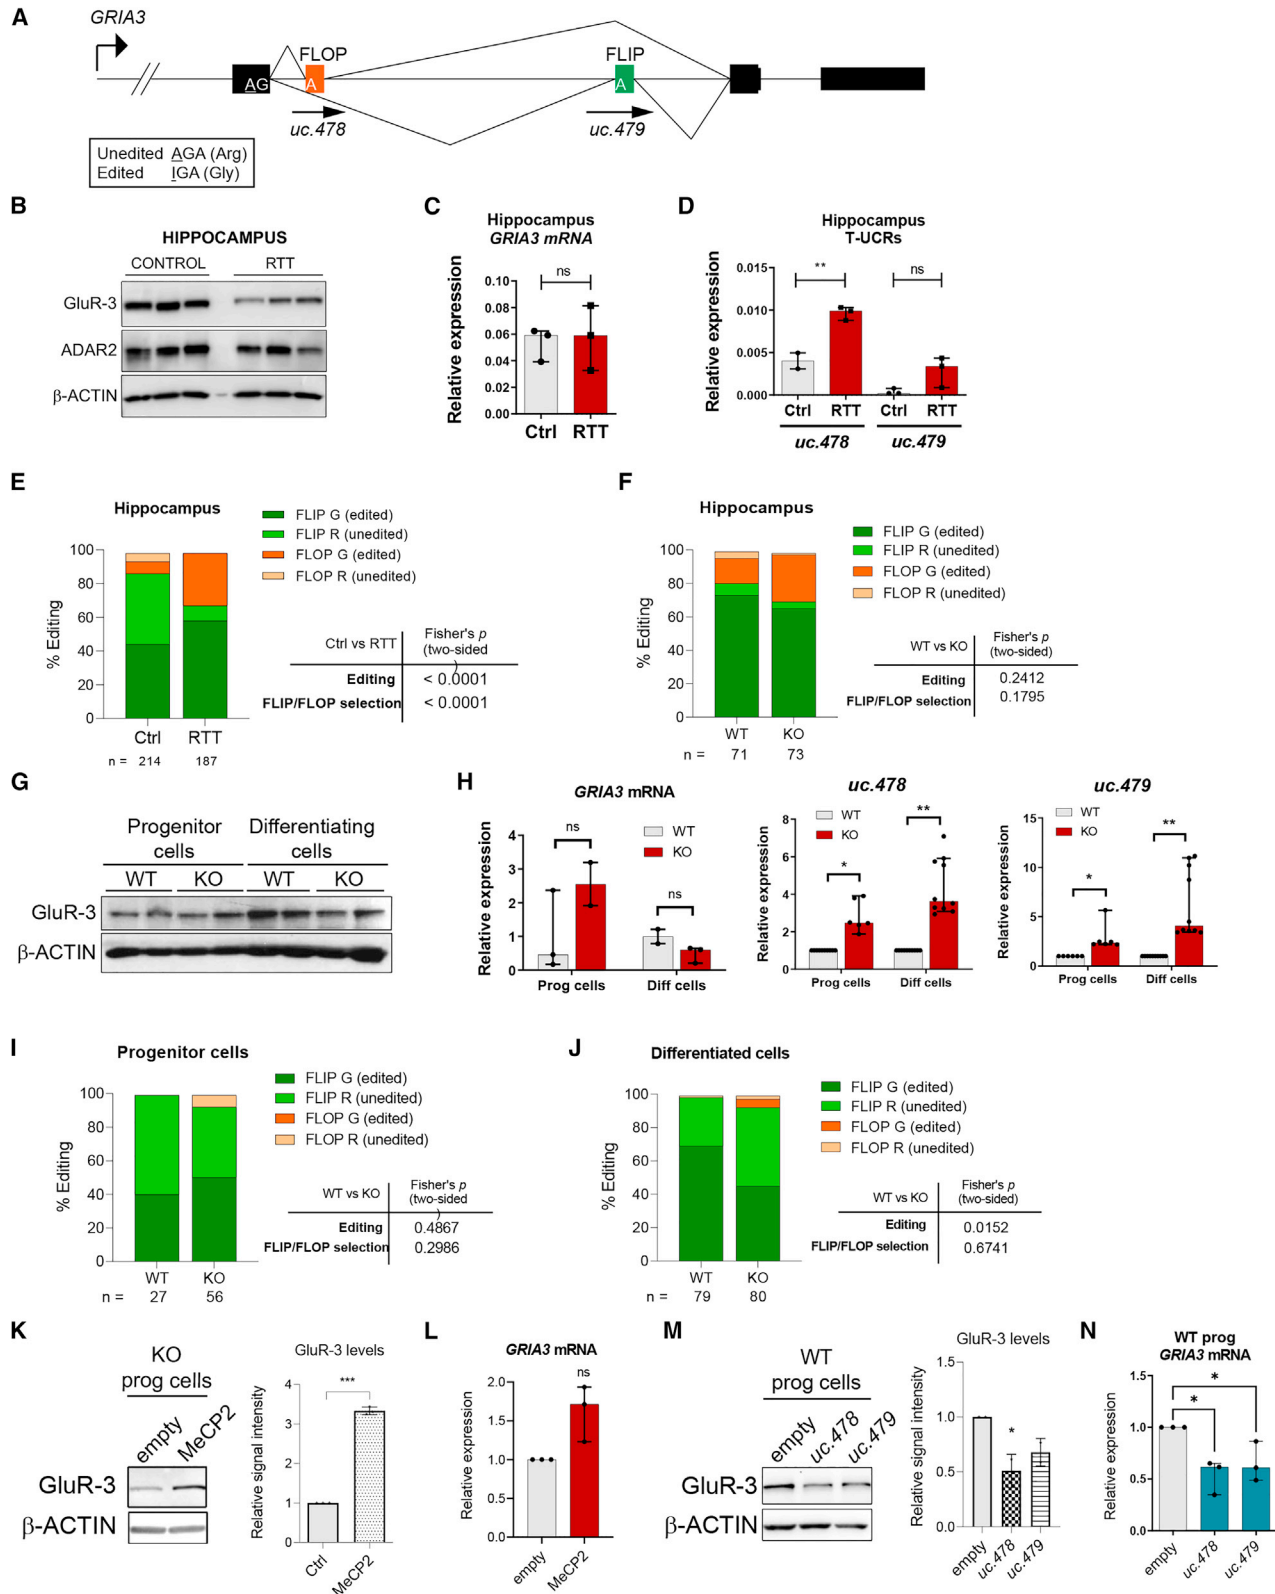 A
GRIA3
FLOP
FLIP
AG
A
A
uc.478
uc.479
Unedited AGA (Arg)
Edited IGA (Gly)
B
HIPPOCAMPUS
CONTROL RTT
GluR-3
ADAR2
β-ACTIN
C
Hippocampus
GRIA3 mRNA
ns
Relative expression
0.10
0.08
0.06
0.04
0.02
0.00
Ctrl RTT
D
Hippocampus
T-UCRs
** ns
Relative expression
0.015
0.010
0.005
0.000
Ctrl RTT Ctrl RTT
uc.478 uc.479
E
Hippocampus
FLIP G (edited)
FLIP R (unedited)
FLOP G (edited)
FLOP R (unedited)
% Editing
100
80
60
40
20
0
Ctrl RTT
n = 214 187
Ctrl vs RTT Fisher's p
(two-sided
)
Editing < 0.0001
FLIP/FLOP selection < 0.0001
F
Hippocampus
FLIP G (edited)
FLIP R (unedited)
FLOP G (edited)
FLOP R (unedited)
% Editing
100
80
60
40
20
0
WT KO
n = 71 73
WT vs KO Fisher's p
(two-sided)
Editing 0.2412
FLIP/FLOP selection 0.1795
G
Progenitor
cells
Differentiating
cells
WT KO WT KO
GluR-3
β-ACTIN
H
GRIA3 mRNA
WT
KO
ns
ns
Relative expression
4
3
2
1
0
Prog cells Diff cells
uc.478
WT
KO
*
**
Relative expression
8
6
4
2
0
Prog cells Diff cells
uc.479
WT
KO
*
**
Relative expression
15
10
5
0
Prog cells Diff cells
I
Progenitor cells
FLIP G (edited)
FLIP R (unedited)
FLOP G (edited)
FLOP R (unedited)
% Editing
100
80
60
40
20
0
WT KO
n = 27 56
WT vs KO Fisher's p
(two-sided
)
Editing 0.4867
FLIP/FLOP selection 0.2986
J
Differentiated cells
FLIP G (edited)
FLIP R (unedited)
FLOP G (edited)
FLOP R (unedited)
% Editing
100
80
60
40
20
0
WT KO
n = 79 80
WT vs KO Fisher's p
(two-sided)
Editing 0.0152
FLIP/FLOP selection 0.6741
K
KO
prog cells
empty MeCP2
GluR-3
β-ACTIN
GluR-3 levels
***
Relative signal intensity
4
3
2
1
0
Ctrl MeCP2
L
GRIA3 mRNA
ns
Relative expression
2.0
1.5
1.0
0.5
0.0
empty MeCP2
M
WT
prog cells
empty uc.478 uc.479
GluR-3
β-ACTIN
GluR-3 levels
*
Relative signal intensity
1.5
1.0
0.5
0.0
empty uc.478 uc.479
N
WT prog
GRIA3 mRNA
*
*
Relative expression
1.5
1.0
0.5
0.0
empty uc.478 uc.479